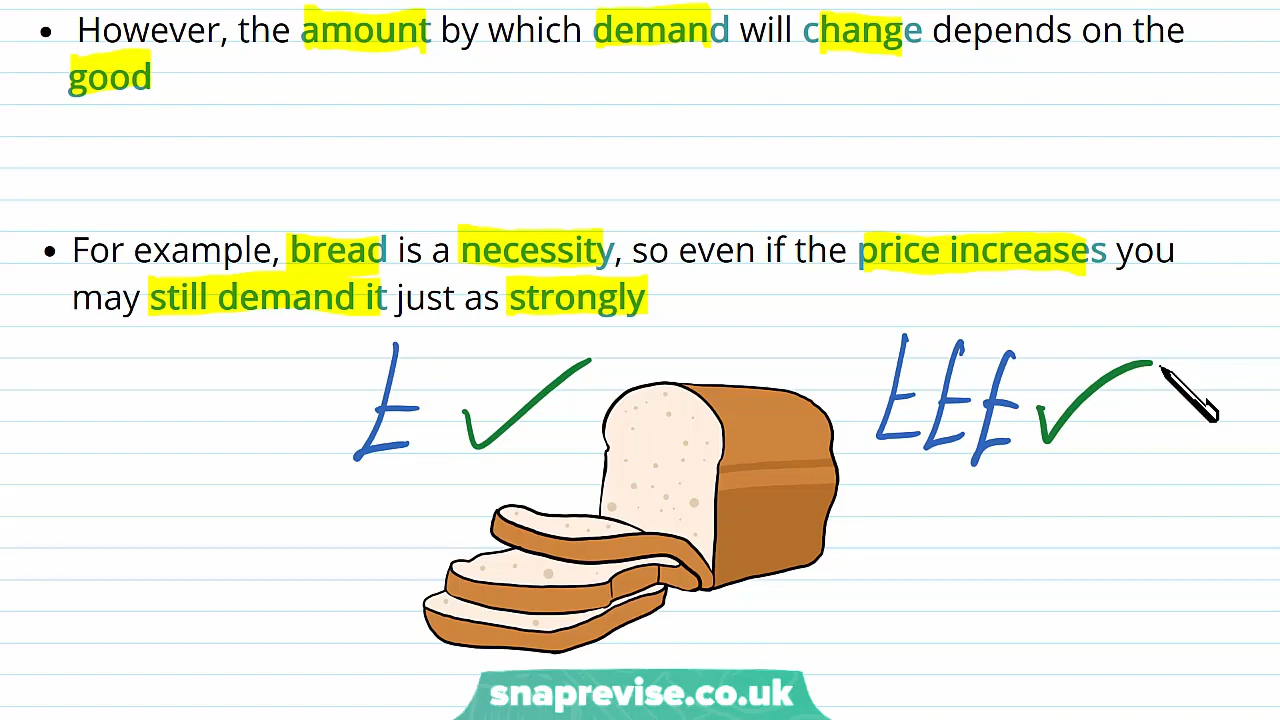 • However, the amount by which demand will change depends on the
good
• For example, bread is a necessity, so even if the price increases you
may still demand it just as strongly
£ £££
snaprevise.co.uk